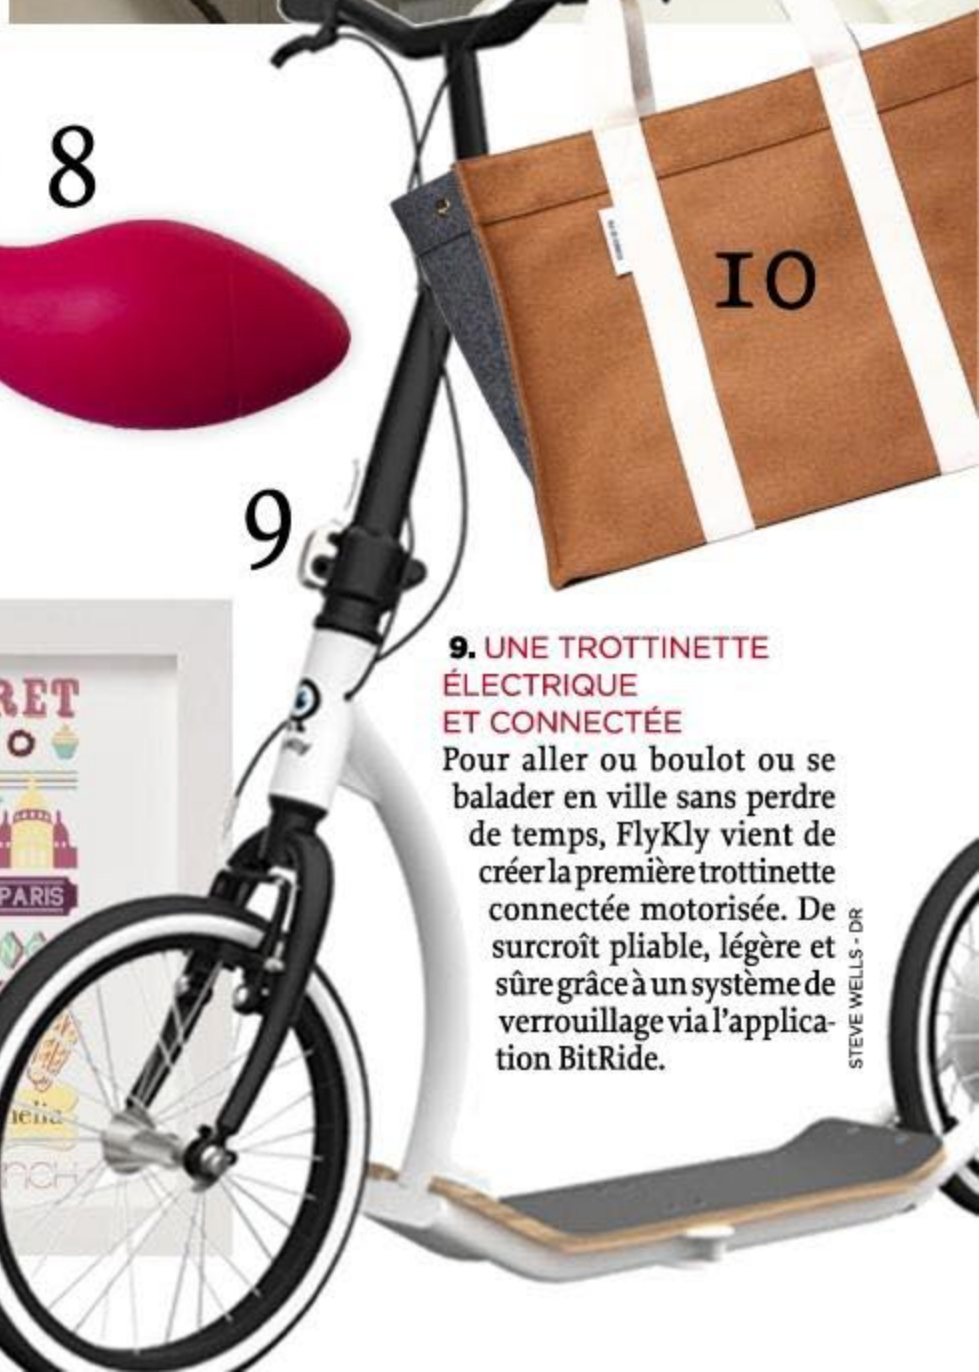 8
10
9
9. UNE TROTTINETTE
ÉLECTRIQUE
ET CONNECTÉE
Pour aller ou boulot ou se
balader en ville sans perdre
de temps, FlyKly vient de
créer la première trottinette
connectée motorisée. De
surcroît pliable, légère et
sûre grâce à un système de
verrouillage via l'applica-
tion BitRide.
STEVE WELLS - DR
RET
PARIS